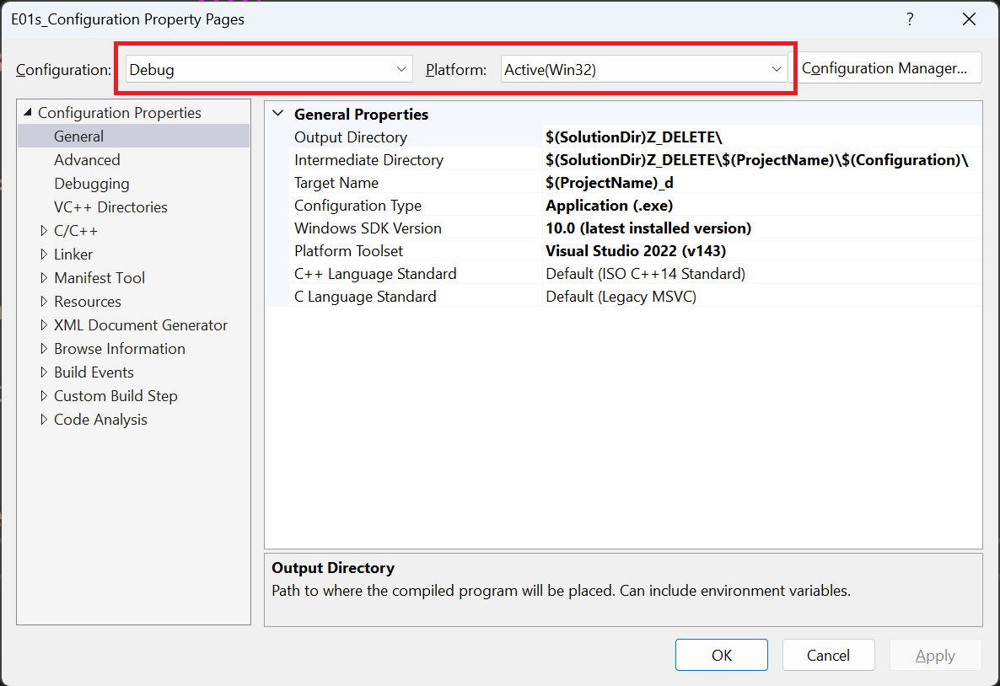 E01s_Configuration Property Pages
?
Configuration: Debug Platform: Active(Win32) Configuration Manager...
Configuration Properties
General
Advanced
Debugging
VC++ Directories
C/C++
Linker
Manifest Tool
Resources
XML Document Generator
Browse Information
Build Events
Custom Build Step
Code Analysis
General Properties
Output Directory $(SolutionDir)Z_DELETE\
Intermediate Directory $(SolutionDir)Z_DELETE\$(ProjectName)\$(Configuration)\
Target Name $(ProjectName)_d
Configuration Type Application (.exe)
Windows SDK Version 10.0 (latest installed version)
Platform Toolset Visual Studio 2022 (v143)
C++ Language Standard Default (ISO C++14 Standard)
C Language Standard Default (Legacy MSVC)
Output Directory
Path to where the compiled program will be placed. Can include environment variables.
OK Cancel Apply